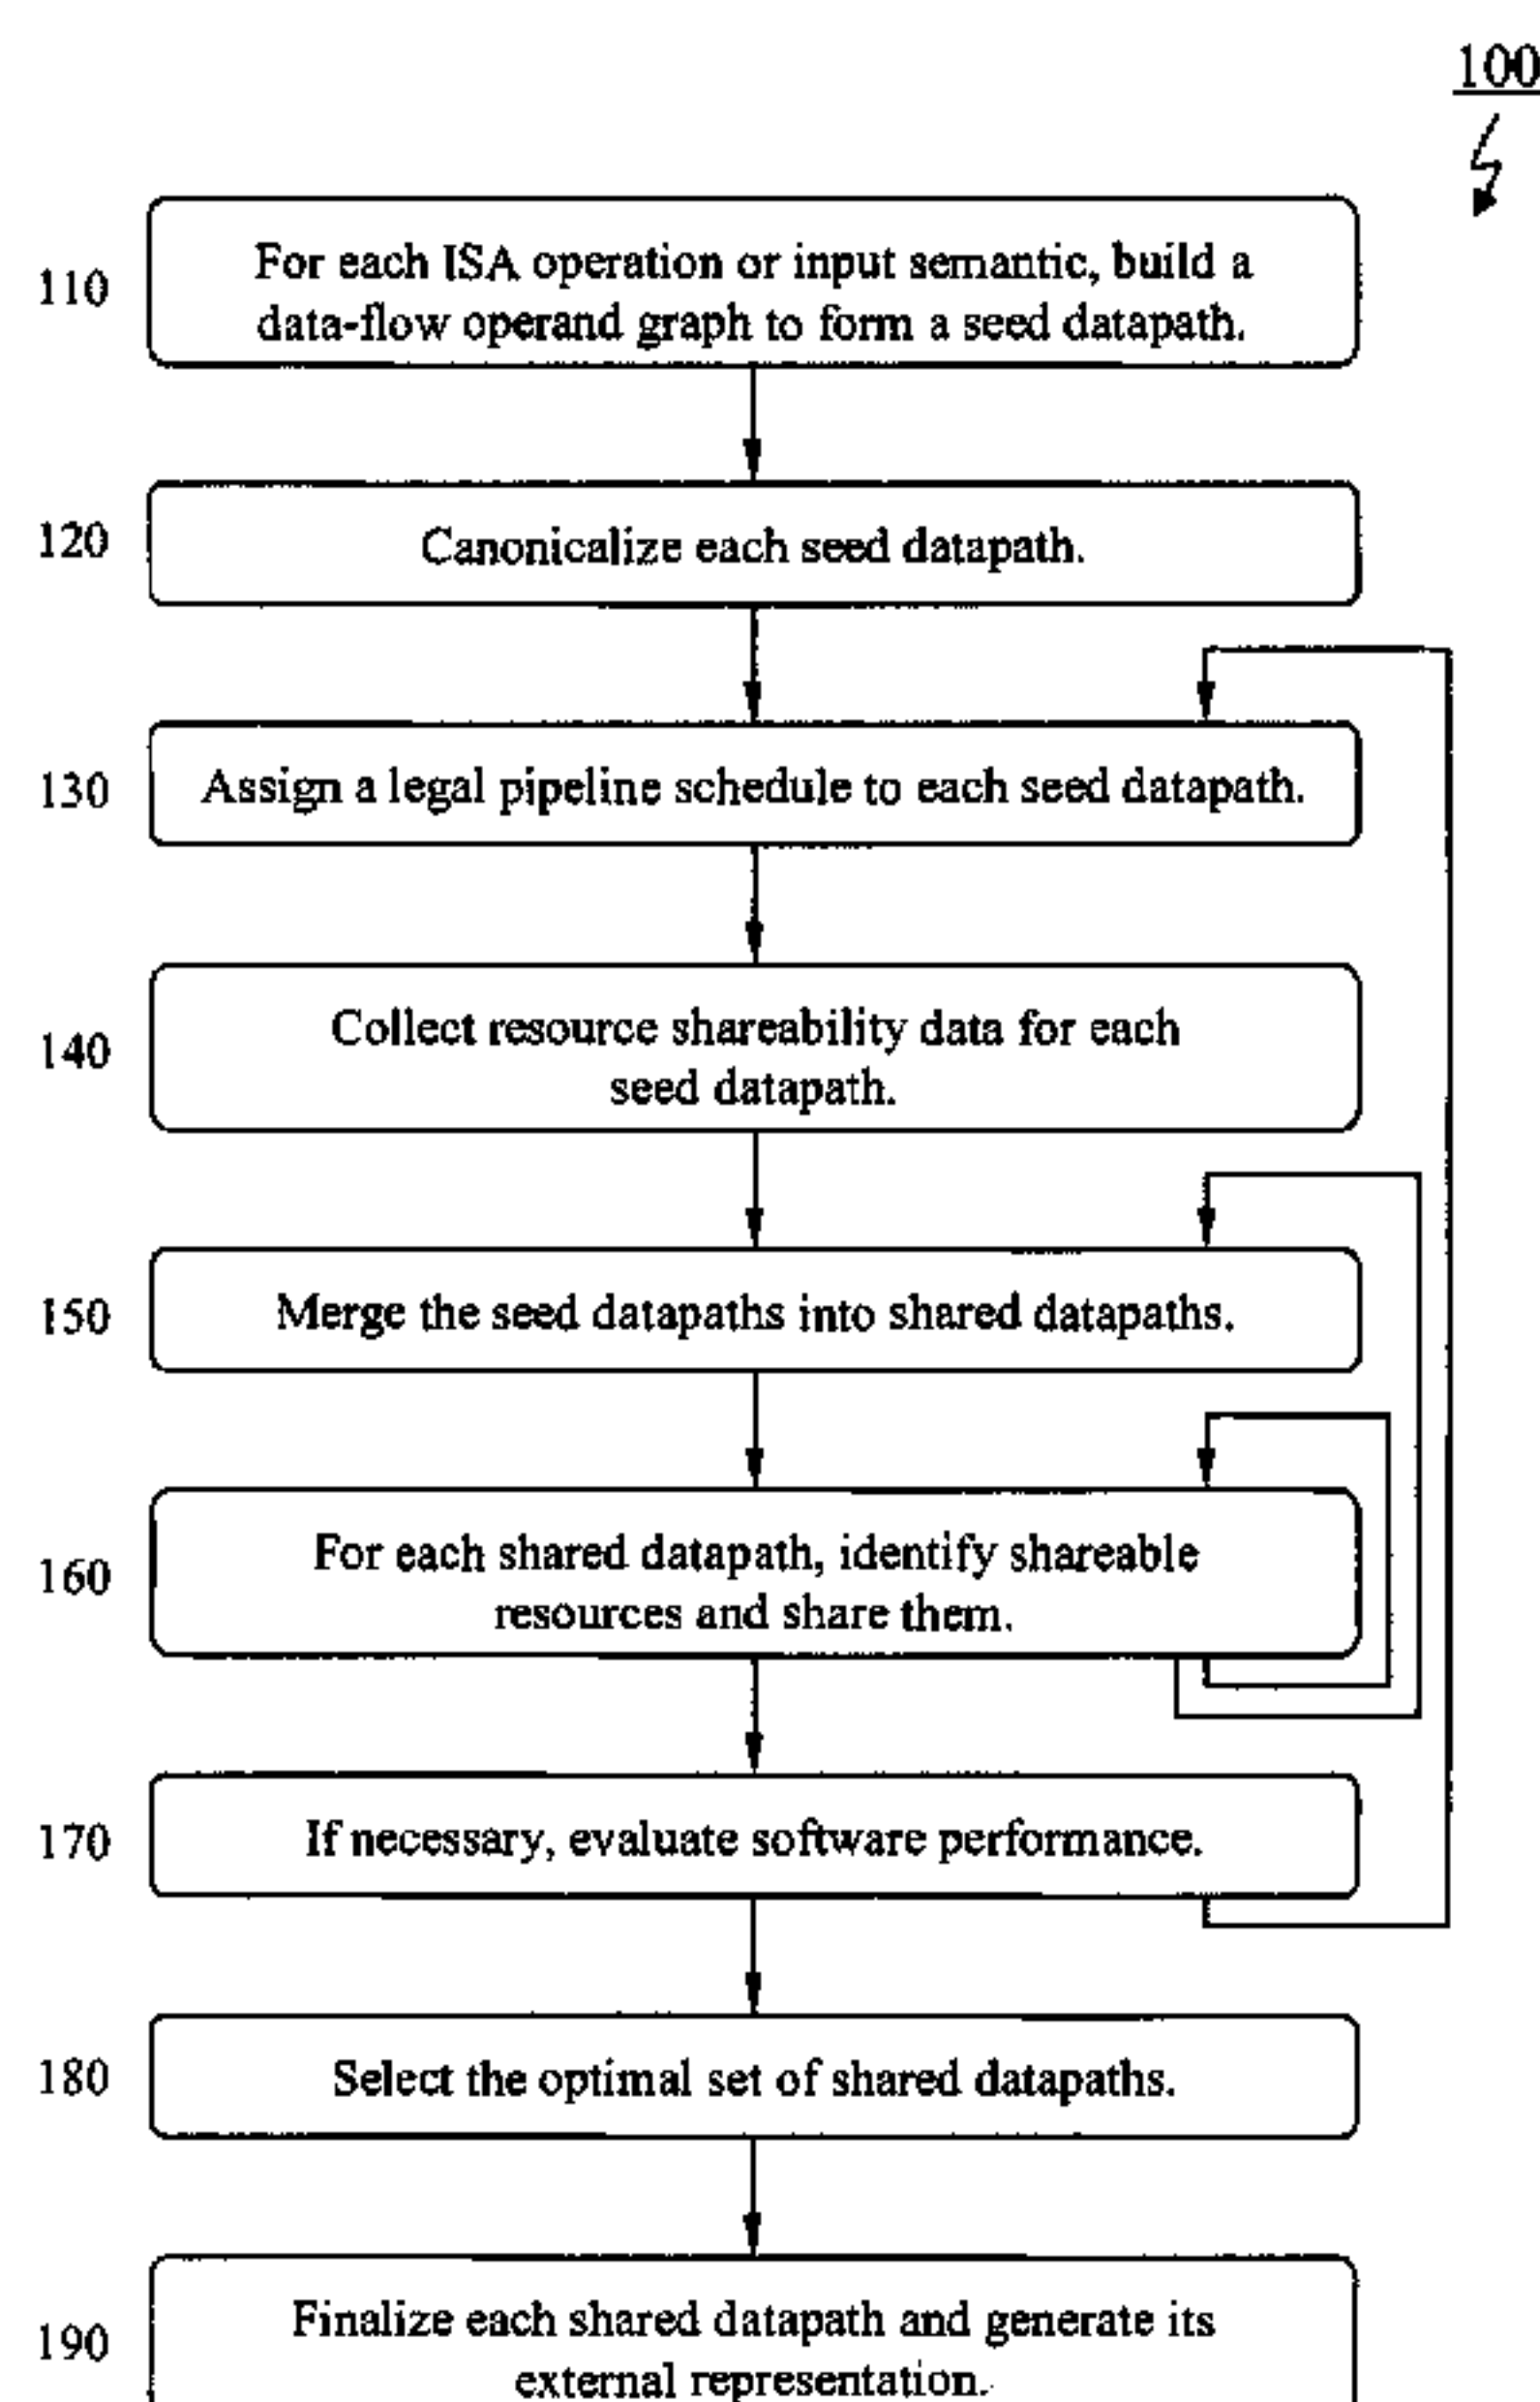 100
110
For each ISA operation or input semantic, build a
data-flow operand graph to form a seed datapath.
120
Canonicalize each seed datapath.
130
Assign a legal pipeline schedule to each seed datapath.
140
Collect resource shareability data for each
seed datapath.
150
Merge the seed datapaths into shared datapaths.
160
For each shared datapath, identify shareable
resources and share them.
170
If necessary, evaluate software performance.
180
Select the optimal set of shared datapaths.
190
Finalize each shared datapath and generate its
external representation.